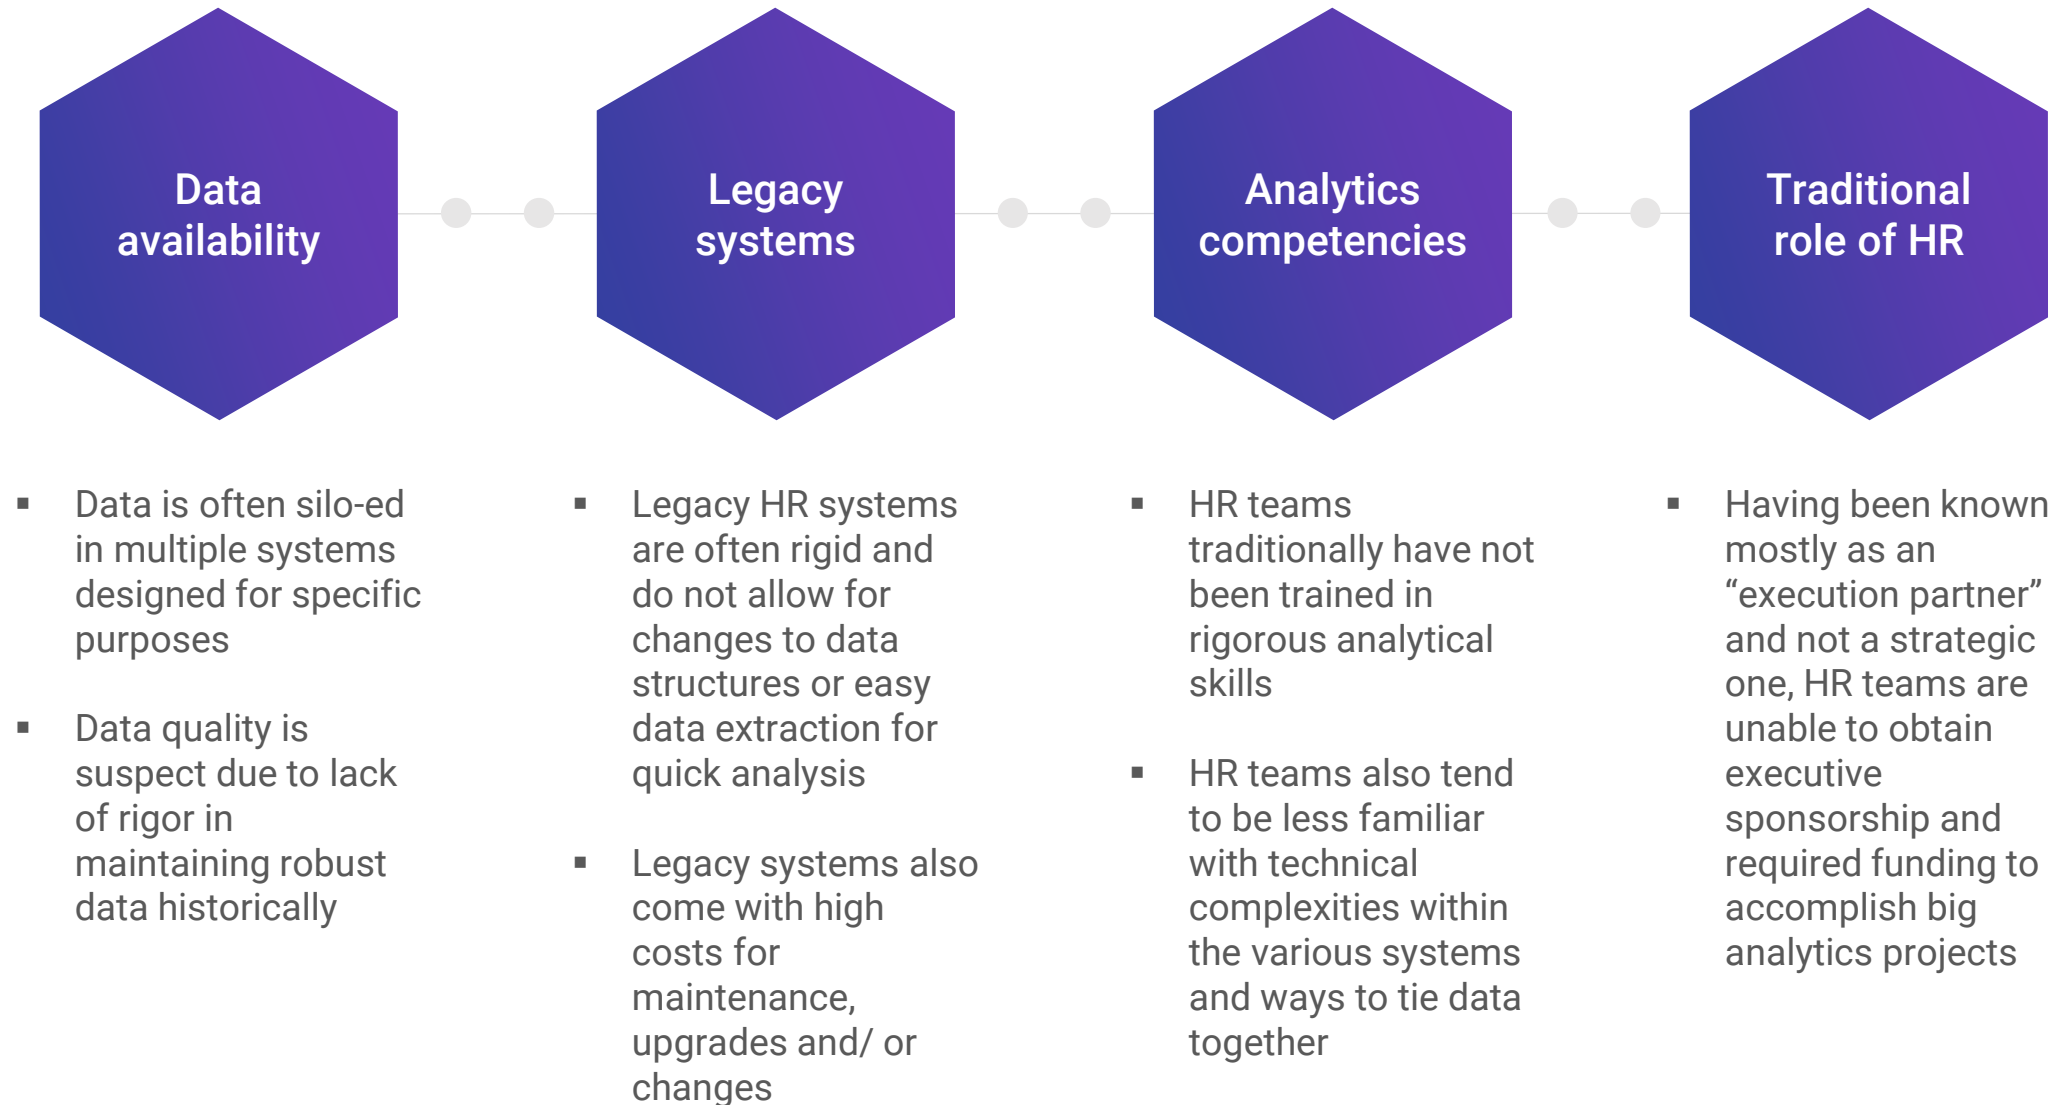 Data
availability
Legacy
systems
Analytics
competencies
Traditional
role of HR
▪ Data is often silo-ed
in multiple systems
designed for specific
purposes
▪ Data quality is
suspect due to lack
of rigor in
maintaining robust
data historically
▪ Legacy HR systems
are often rigid and
do not allow for
changes to data
structures or easy
data extraction for
quick analysis
▪ Legacy systems also
come with high
costs for
maintenance,
upgrades and/ or
changes
▪ HR teams
traditionally have not
been trained in
rigorous analytical
skills
▪ HR teams also tend
to be less familiar
with technical
complexities within
the various systems
and ways to tie data
together
▪ Having been known
mostly as an
“execution partner”
and not a strategic
one, HR teams are
unable to obtain
executive
sponsorship and
required funding to
accomplish big
analytics projects